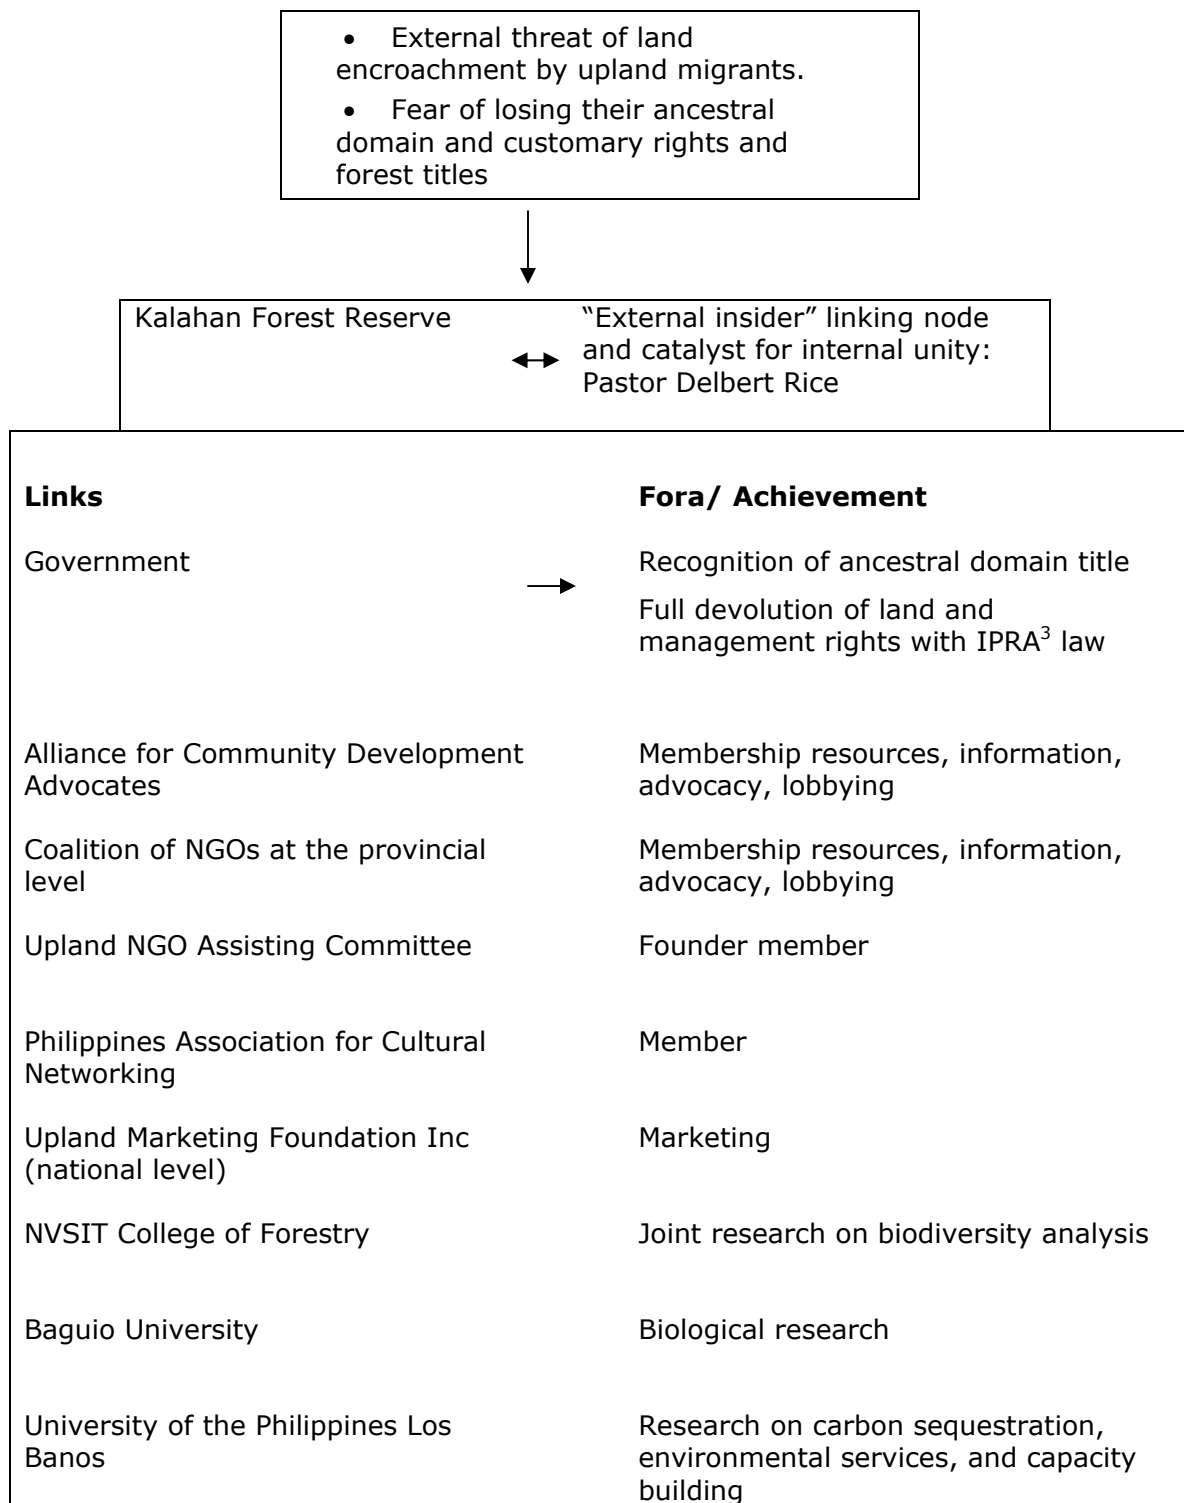 • External threat of land
encroachment by upland migrants.
• Fear of losing their ancestral
domain and customary rights and
forest titles
Kalahan Forest Reserve
“External insider” linking node
and catalyst for internal unity:
Pastor Delbert Rice
Links
Fora/ Achievement
Government
Recognition of ancestral domain title
Full devolution of land and
management rights with IPRA³ law
Alliance for Community Development
Advocates
Membership resources, information,
advocacy, lobbying
Coalition of NGOs at the provincial
level
Membership resources, information,
advocacy, lobbying
Upland NGO Assisting Committee
Founder member
Philippines Association for Cultural
Networking
Member
Upland Marketing Foundation Inc
(national level)
Marketing
NVSIT College of Forestry
Joint research on biodiversity analysis
Baguio University
Biological research
University of the Philippines Los
Banos
Research on carbon sequestration,
environmental services, and capacity
building